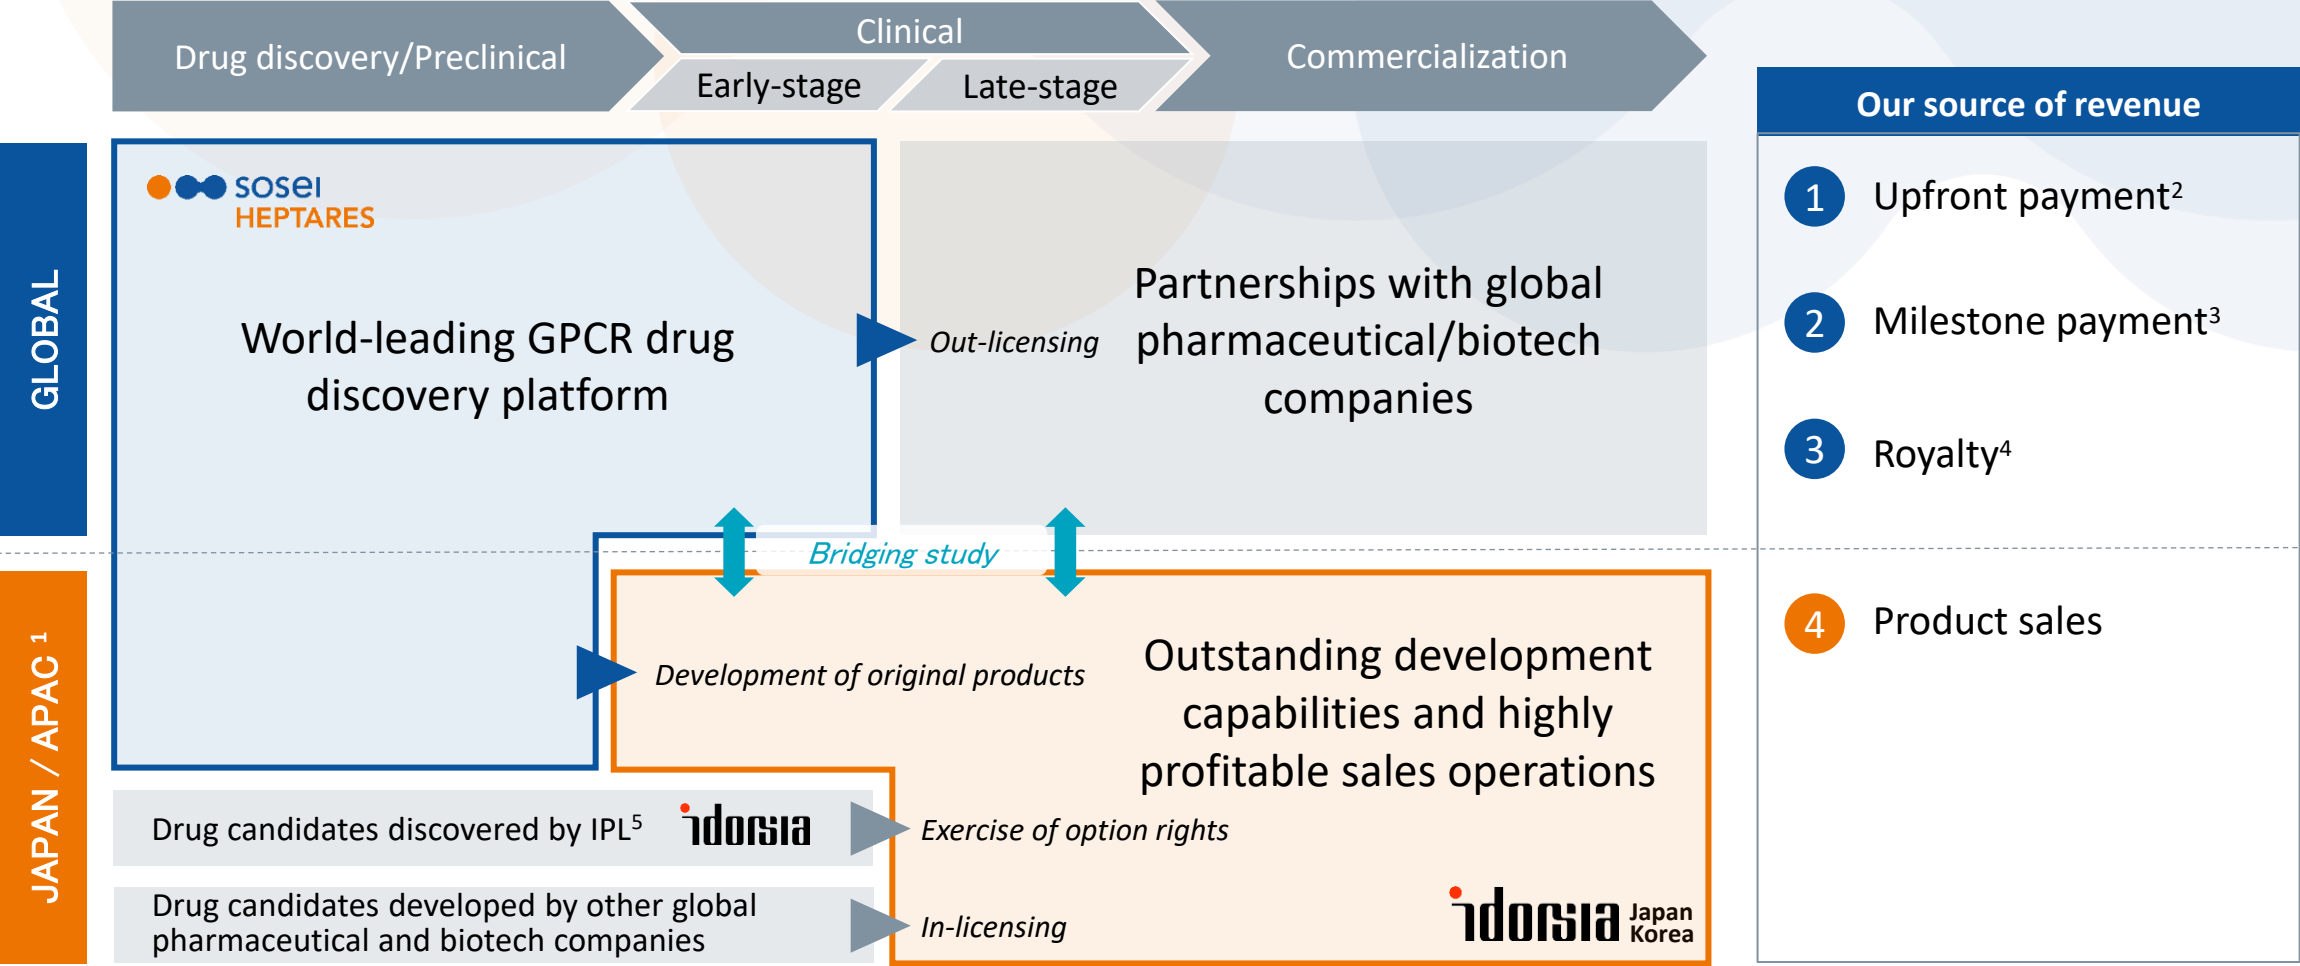 Drug discovery/Preclinical
Clinical
Early-stage
Late-stage
Commercialization
Our source of revenue
GLOBAL
sosei
HEPTARES
World-leading GPCR drug
discovery platform
Out-licensing
Partnerships with global
pharmaceutical/biotech
companies
1 Upfront payment²
2 Milestone payment³
3 Royalty⁴
Bridging study
JAPAN / APAC ¹
Development of original products
Outstanding development
capabilities and highly
profitable sales operations
4 Product sales
Drug candidates discovered by IPL⁵
idorsia
Exercise of option rights
Drug candidates developed by other global
pharmaceutical and biotech companies
In-licensing
idorsia Japan
Korea